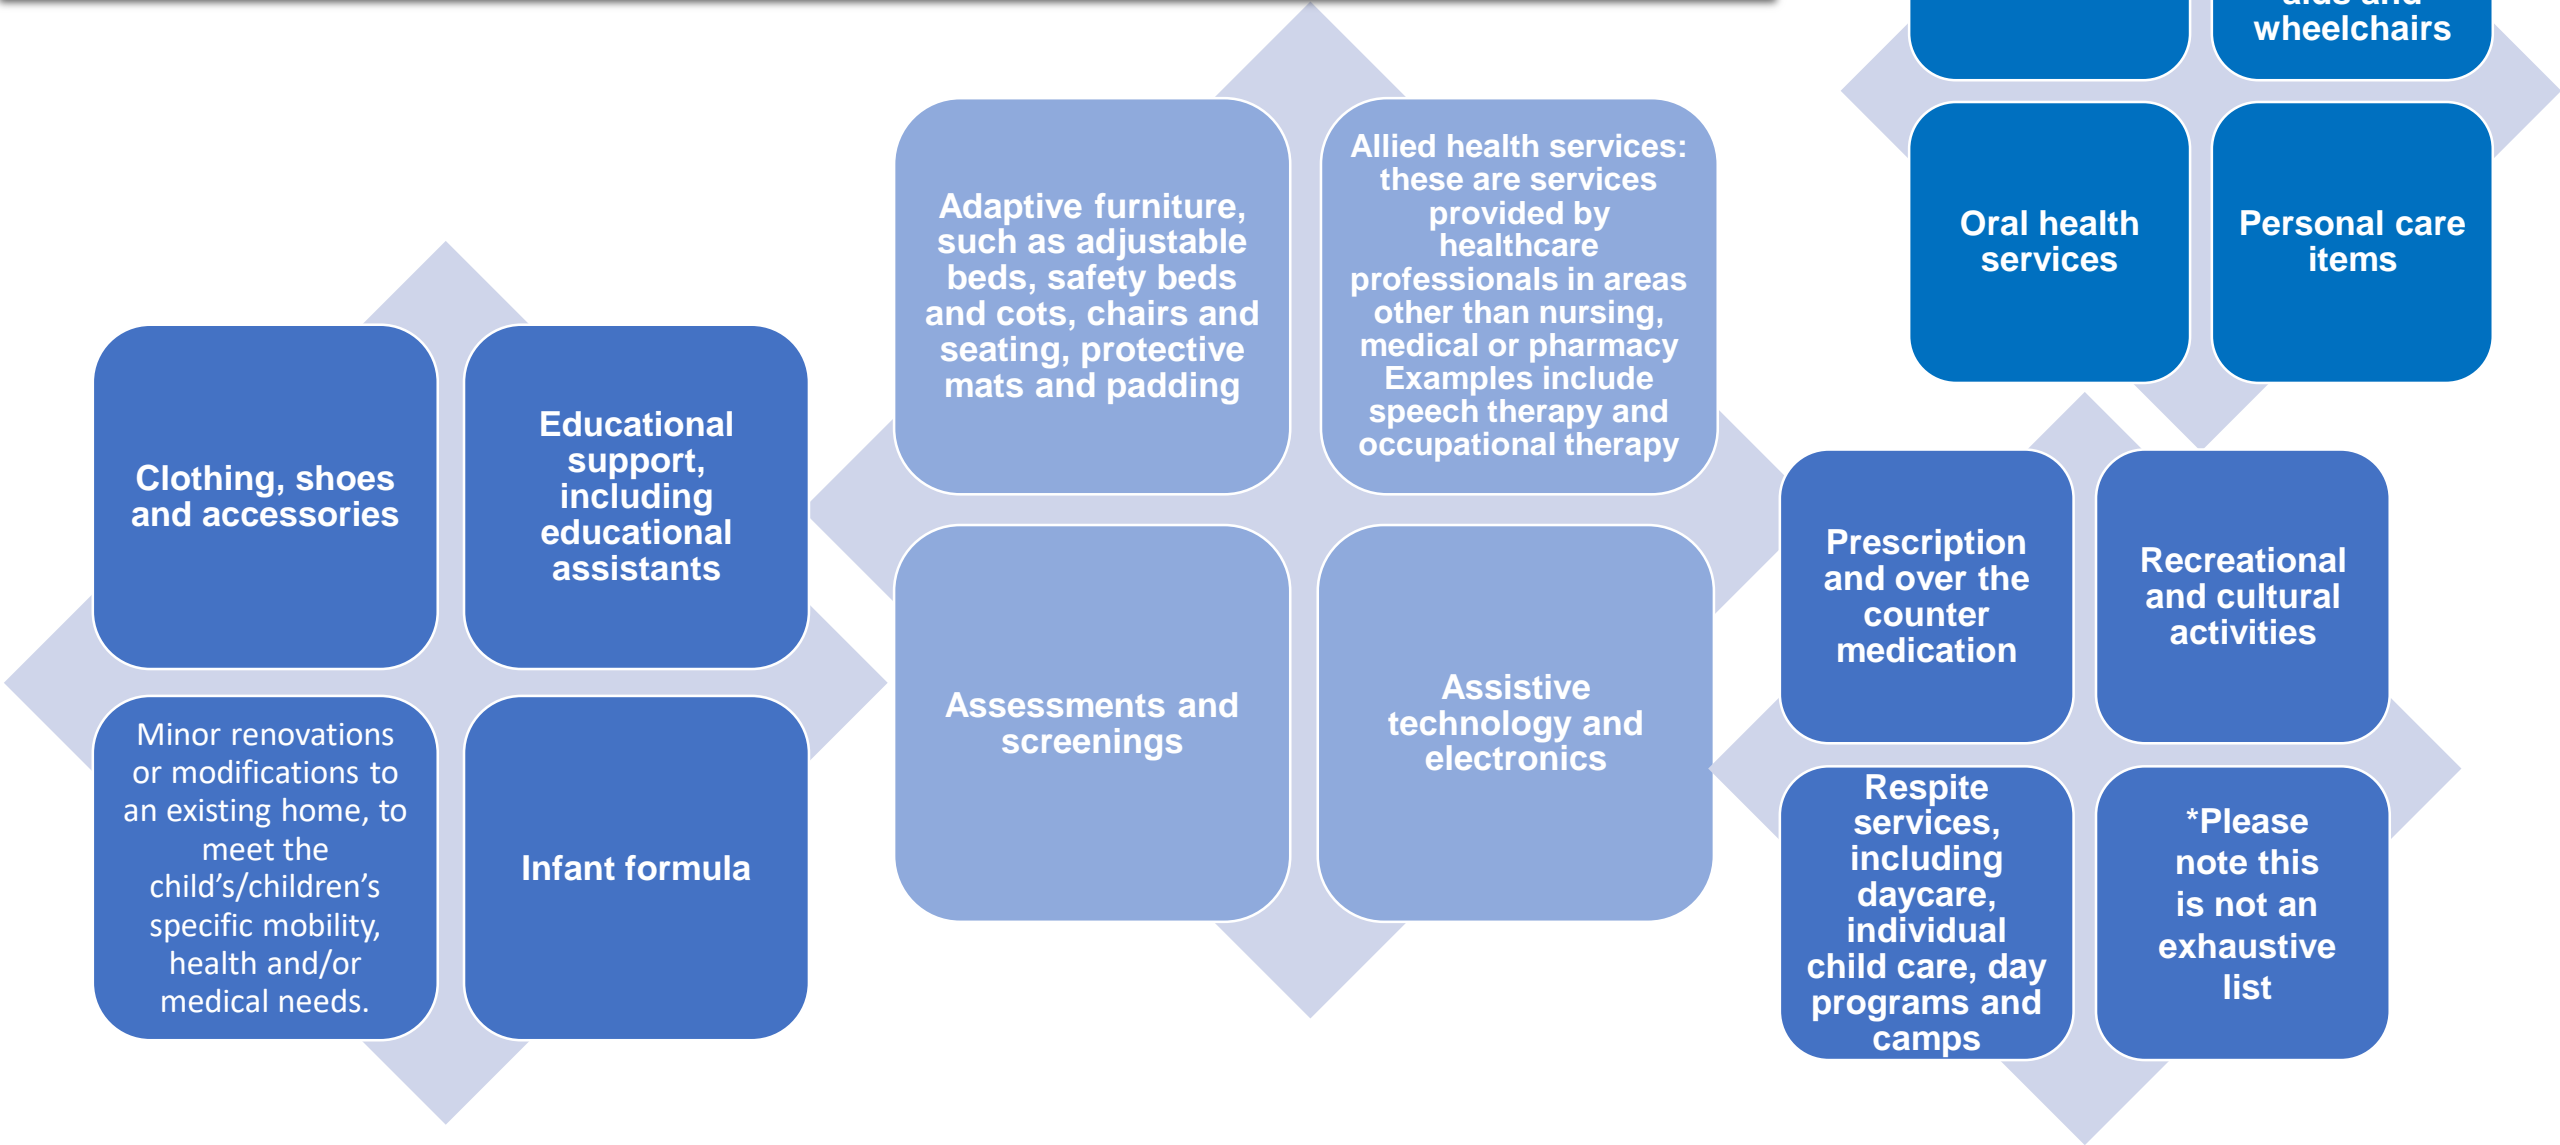 Clothing, shoes
and accessories
Educational
support,
including
educational
assistants
Minor renovations
or modifications to
an existing home, to
meet the
child’s/children’s
specific mobility,
health and/or
medical needs.
Infant formula
Adaptive furniture,
such as adjustable
beds, safety beds
and cots, chairs and
seating, protective
mats and padding
Allied health services:
these are services
provided by
healthcare
professionals in areas
other than nursing,
medical or pharmacy
Examples include
speech therapy and
occupational therapy
Assessments and
screenings
Assistive
technology and
electronics
aids and
wheelchairs
Oral health
services
Personal care
items
Prescription
and over the
counter
medication
Recreational
and cultural
activities
Respite
services,
including
daycare,
individual
child care, day
programs and
camps
*Please
note this
is not an
exhaustive
list